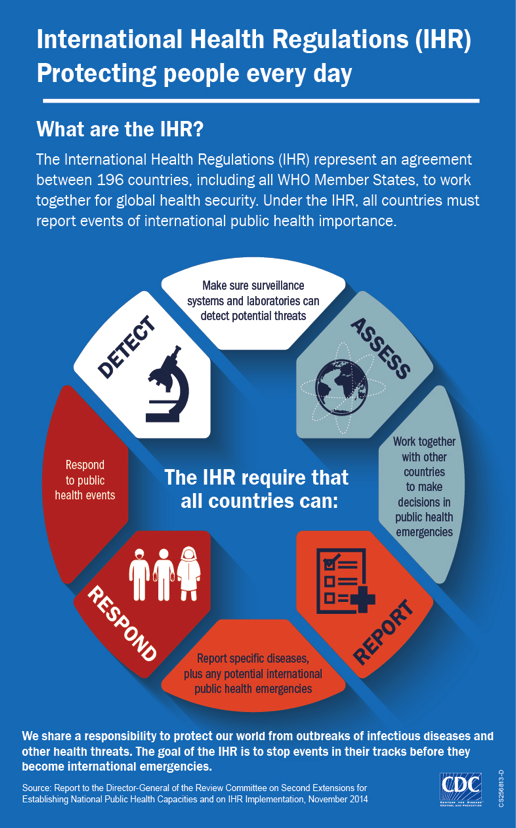 International Health Regulations (IHR)
Protecting people every day
What are the IHR?
The International Health Regulations (IHR) represent an agreement
between 196 countries, including all WHO Member States, to work
together for global health security. Under the IHR, all countries must
report events of international public health importance.
DETECT
Make sure surveillance
systems and laboratories can
detect potential threats
ASSESS
Work together
with other
countries
to make
decisions in
public health
emergencies
The IHR require that
all countries can:
REPORT
Report specific diseases,
plus any potential international
public health emergencies
RESPOND
Respond
to public
health events
We share a responsibility to protect our world from outbreaks of infectious diseases and
other health threats. The goal of the IHR is to stop events in their tracks before they
become international emergencies.
Source: Report to the Director-General of the Review Committee on Second Extensions for
Establishing National Public Health Capacities and on IHR Implementation, November 2014
CDC
CS256813-D